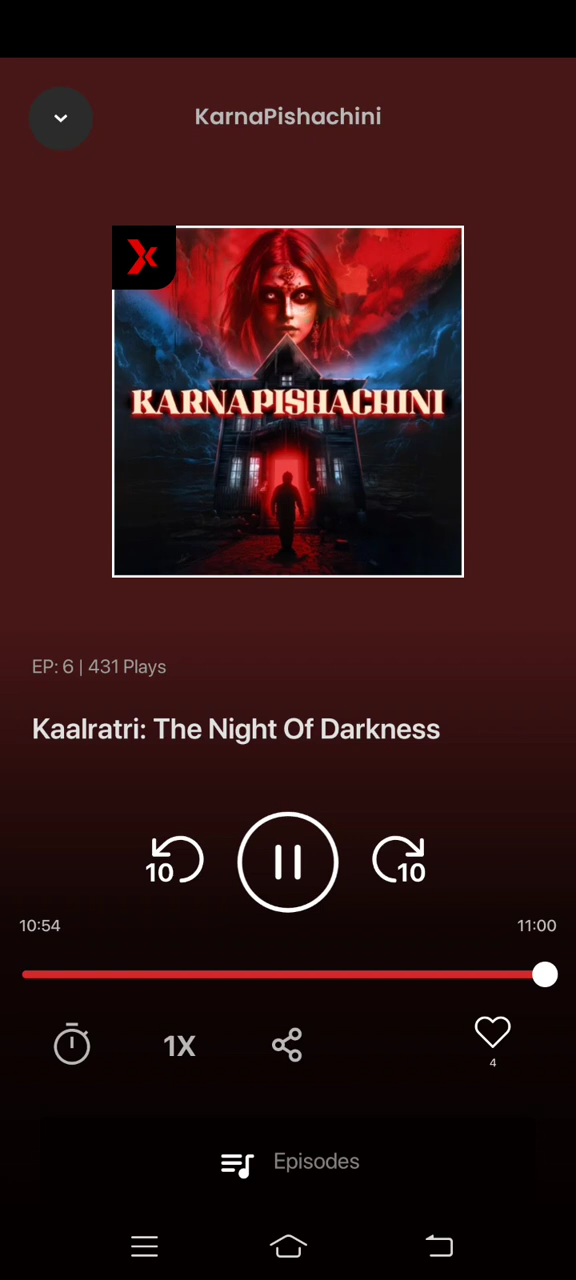 KarnaPishachini
KARNAPISHACHINI
EP: 6 | 431 Plays
Kaalratri: The Night Of Darkness
10
10
10:54
11:00
1X
4
Episodes